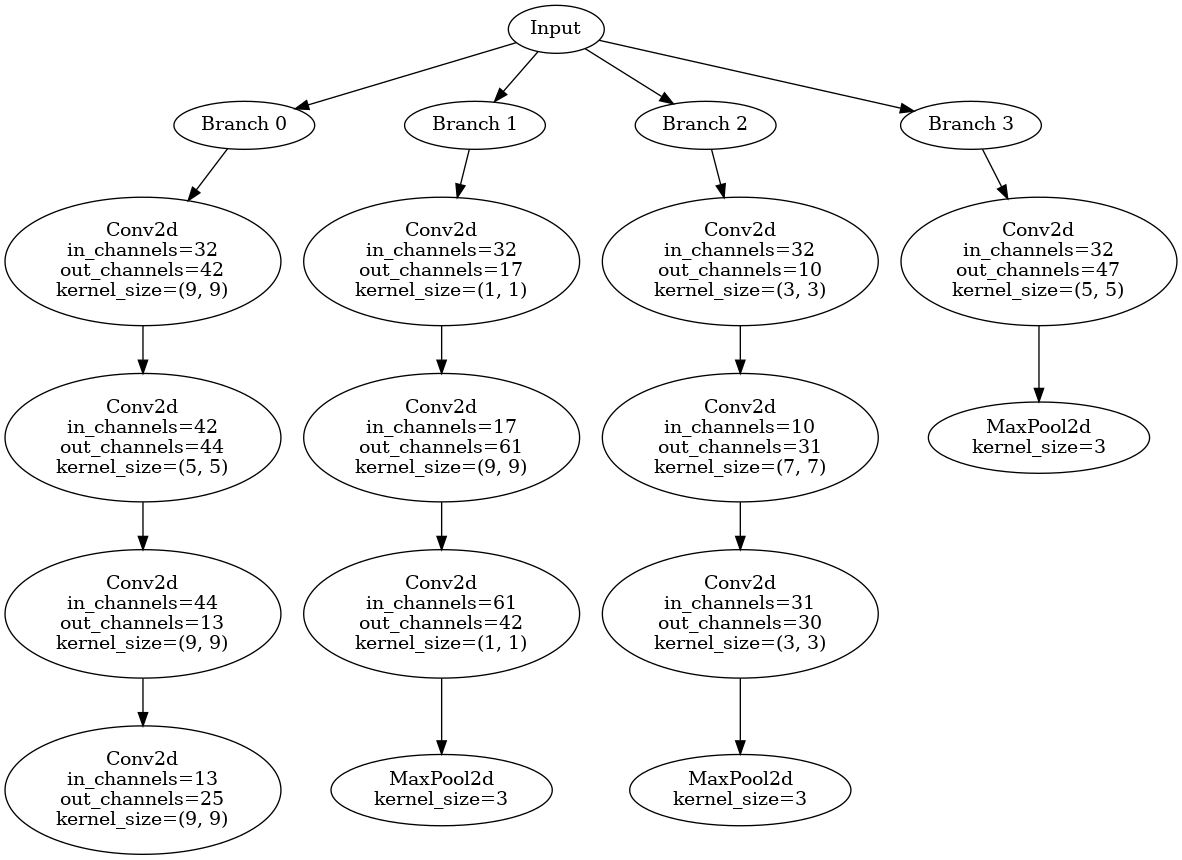 Input
Branch 0
Branch 1
Branch 2
Branch 3
Conv2d
in_channels=32
out_channels=42
kernel_size=(9, 9)
Conv2d
in_channels=32
out_channels=17
kernel_size=(1, 1)
Conv2d
in_channels=32
out_channels=10
kernel_size=(3, 3)
Conv2d
in_channels=32
out_channels=47
kernel_size=(5, 5)
Conv2d
in_channels=42
out_channels=44
kernel_size=(5, 5)
Conv2d
in_channels=17
out_channels=61
kernel_size=(9, 9)
Conv2d
in_channels=10
out_channels=31
kernel_size=(7, 7)
MaxPool2d
kernel_size=3
Conv2d
in_channels=44
out_channels=13
kernel_size=(9, 9)
Conv2d
in_channels=61
out_channels=42
kernel_size=(1, 1)
Conv2d
in_channels=31
out_channels=30
kernel_size=(3, 3)
Conv2d
in_channels=13
out_channels=25
kernel_size=(9, 9)
MaxPool2d
kernel_size=3
MaxPool2d
kernel_size=3